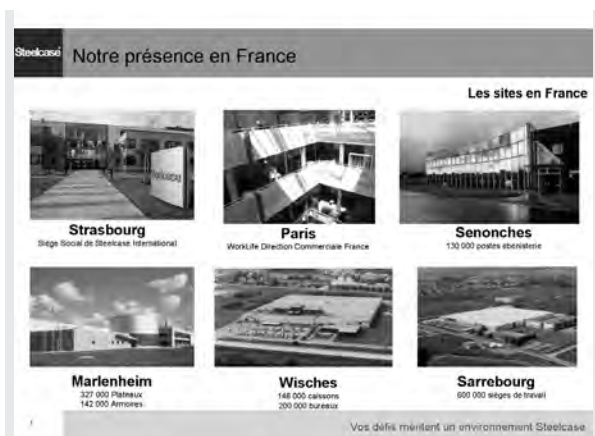 Steelcase
Notre présence en France
Les sites en France
Strasbourg
Siège Social de Steelcase International
Paris
WorkLife Direction Commerciale France
Senonches
130 000 postes ébénisterie
Marlenheim
327 000 Plateaux
142 000 Armoires
Wisches
146 000 caissons
200 000 bureaux
Sarrebourg
600 000 sièges de travail
Vos défis méritent un environnement Steelcase